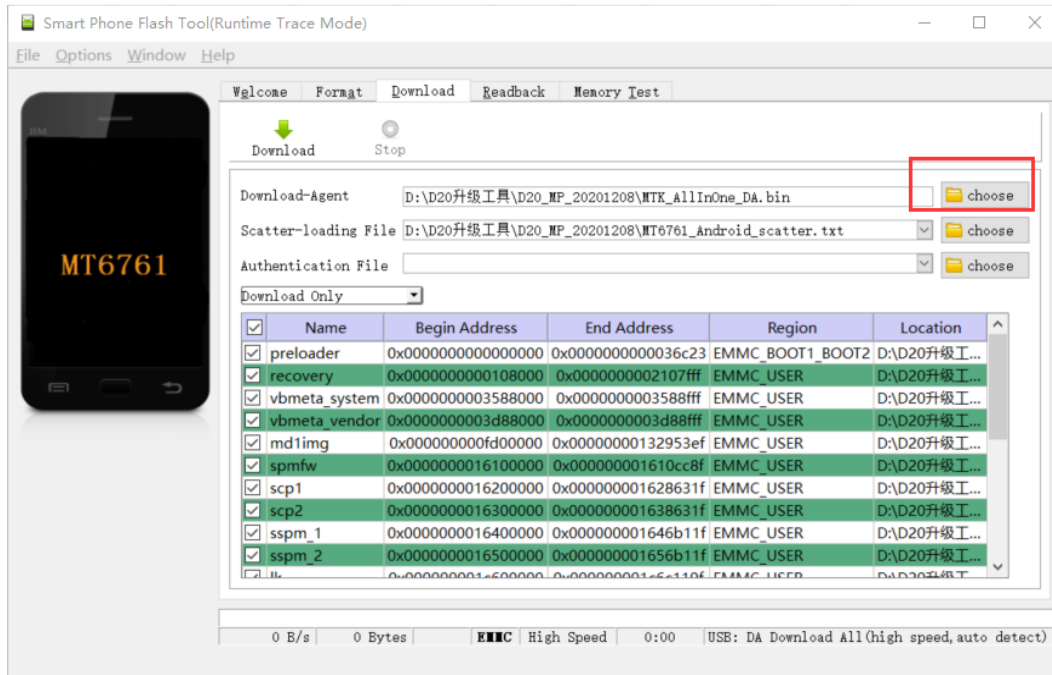 Smart Phone Flash Tool(Runtime Trace Mode)
File Options Window Help
Welcome Format Download Readback Memory Test
BM
Download Stop
MT6761
Download-Agent D:\D20升级工具\D20_MP_20201208\MTK_AllInOne_DA.bin choose
Scatter-loading File D:\D20升级工具\D20_MP_20201208\MT6761_Android_scatter.txt choose
Authentication File choose
Download Only
Name Begin Address End Address Region Location
preloader 0x0000000000000000 0x0000000000036c23 EMMC_BOOT1_BOOT2 D:\D20升级工...
recovery 0x0000000000108000 0x0000000002107fff EMMC_USER D:\D20升级工...
vbmeta_system 0x0000000003588000 0x0000000003588fff EMMC_USER D:\D20升级工...
vbmeta_vendor 0x0000000003d88000 0x0000000003d88fff EMMC_USER D:\D20升级工...
md1img 0x000000000fd00000 0x00000000132953ef EMMC_USER D:\D20升级工...
spmfw 0x0000000016100000 0x000000001610cc8f EMMC_USER D:\D20升级工...
scp1 0x0000000016200000 0x000000001628631f EMMC_USER D:\D20升级工...
scp2 0x0000000016300000 0x000000001638631f EMMC_USER D:\D20升级工...
sspm_1 0x0000000016400000 0x000000001646b11f EMMC_USER D:\D20升级工...
sspm_2 0x0000000016500000 0x000000001656b11f EMMC_USER D:\D20升级工...
0 B/s 0 Bytes EMMC High Speed 0:00 USB: DA Download All(high speed,auto detect)